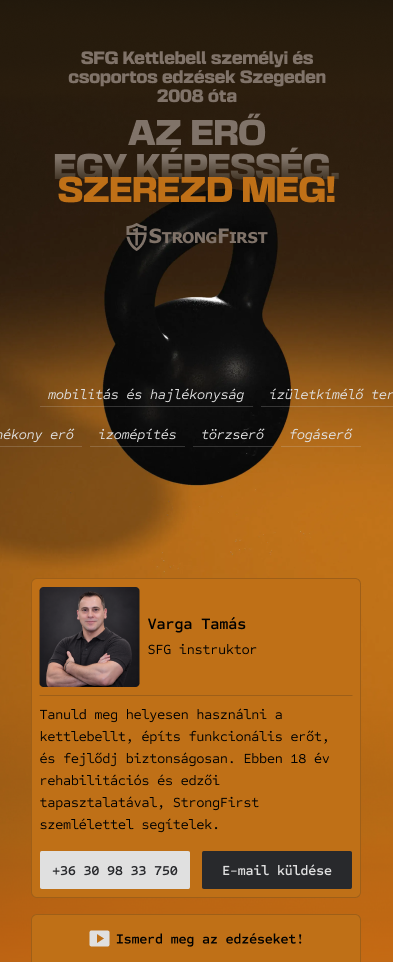 SFG Kettlebell személyi és
csoportos edzések Szegeden
2008 óta
AZ ERŐ
EGY KÉPESSÉG.
SZEREZD MEG!
STRONGFIRST
mobilitás és hajlékonyság
ízületkímélő
erő izomépítés törzserő fogáserő
Varga Tamás
SFG instruktor
Tanuld meg helyesen használni a
kettlebellt, építs funkcionális erőt,
és fejlődj biztonságosan. Ebben 18 év
rehabilitációs és edzői
tapasztalatával, StrongFirst
szemlélettel segítelek.
+36 30 98 33 750
E-mail küldése
Ismerd meg az edzéseket!